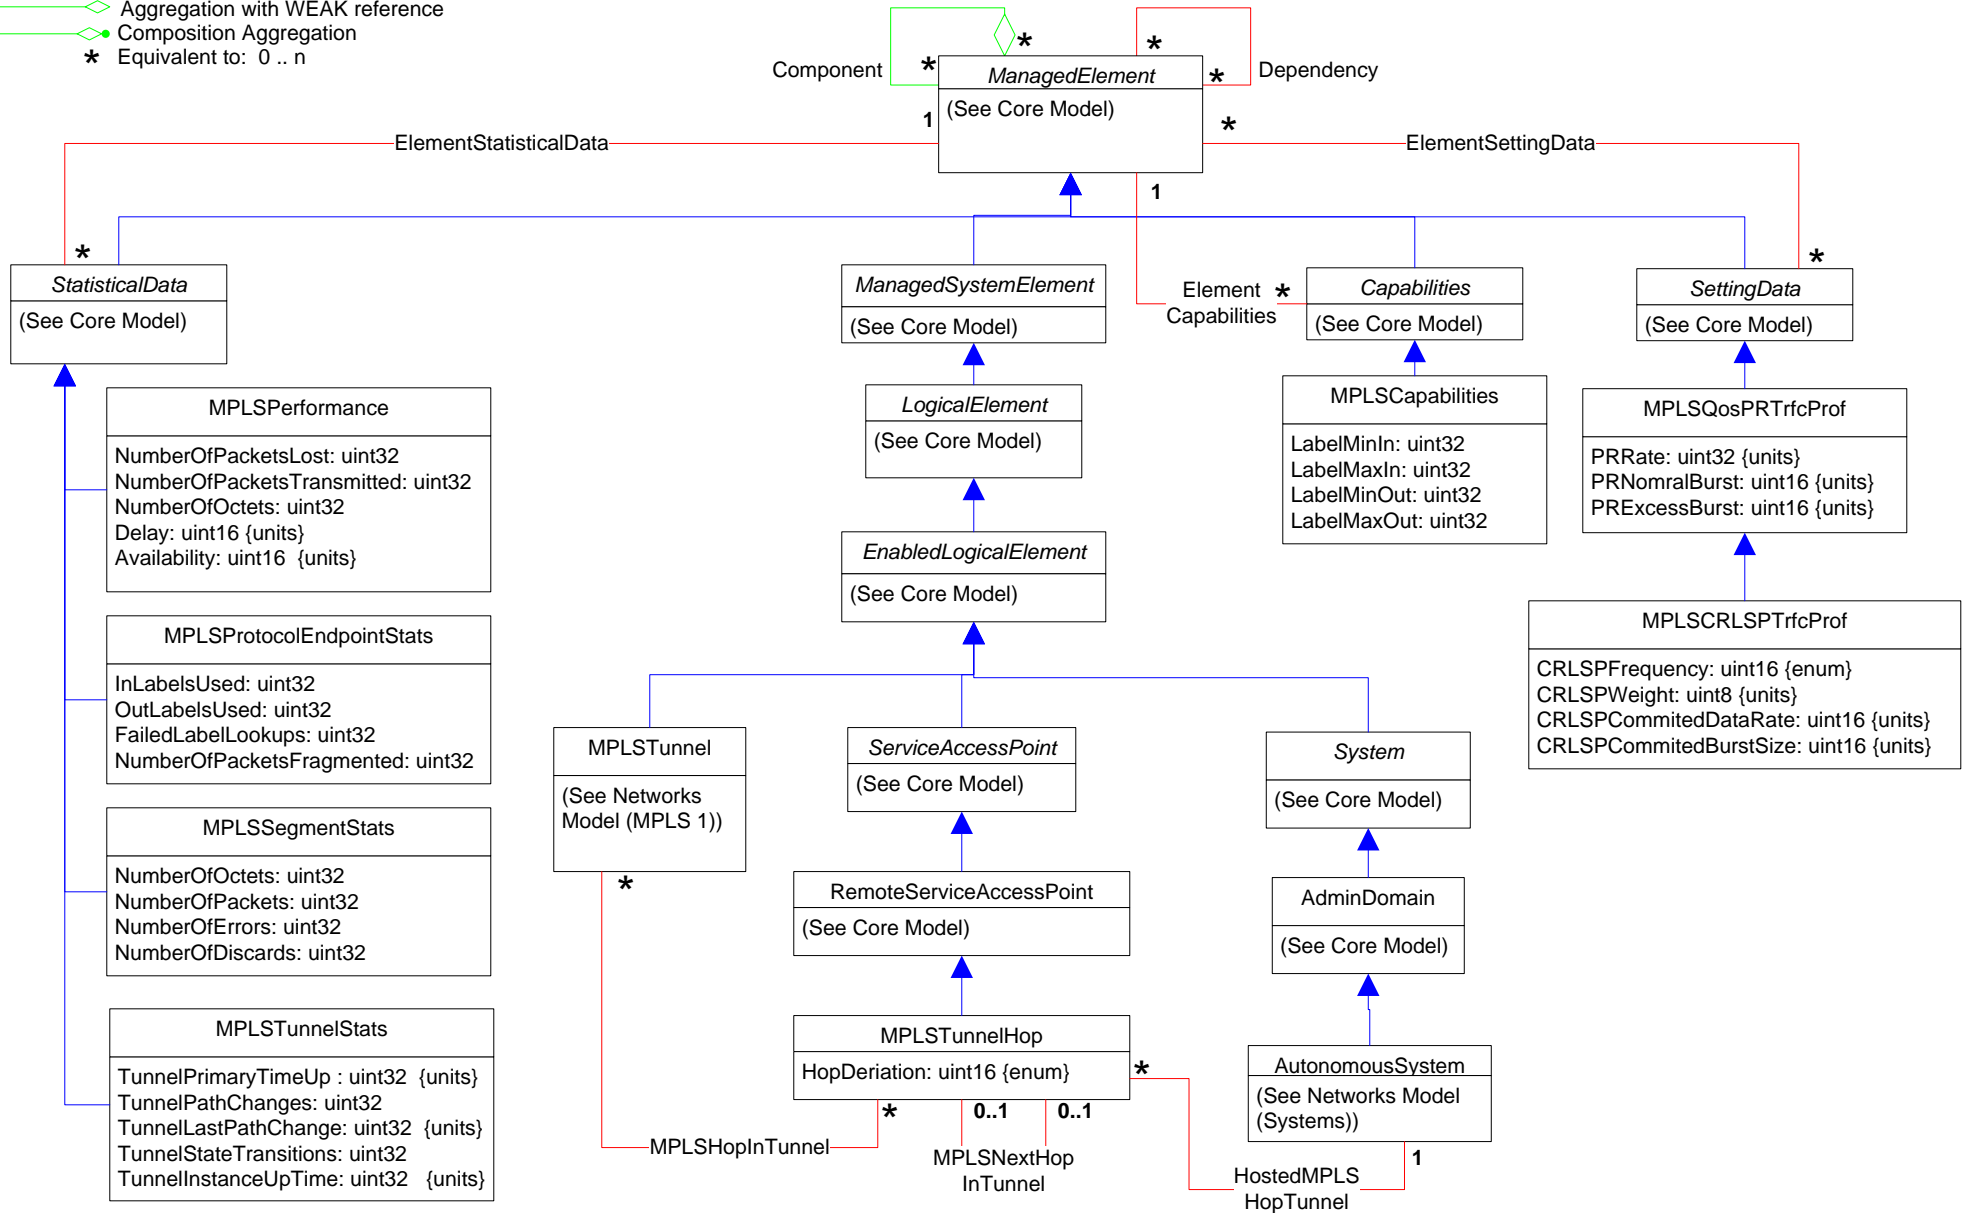 Aggregation with WEAK reference
Composition Aggregation
* Equivalent to: 0 .. n
Component
*
*
*
*
Dependency
ManagedElement
(See Core Model)
1
*
ElementStatisticalData
ElementSettingData
1
*
*
StatisticalData
(See Core Model)
ManagedSystemElement
(See Core Model)
Element
Capabilities
*
Capabilities
(See Core Model)
SettingData
(See Core Model)
MPLSPerformance
NumberOfPacketsLost: uint32
NumberOfPacketsTransmitted: uint32
NumberOfOctets: uint32
Delay: uint16 {units}
Availability: uint16 {units}
LogicalElement
(See Core Model)
MPLSCapabilities
LabelMinIn: uint32
LabelMaxIn: uint32
LabelMinOut: uint32
LabelMaxOut: uint32
MPLSQosPRTrfcProf
PRRate: uint32 {units}
PRNomralBurst: uint16 {units}
PRExcessBurst: uint16 {units}
EnabledLogicalElement
(See Core Model)
MPLSProtocolEndpointStats
InLabelsUsed: uint32
OutLabelsUsed: uint32
FailedLabelLookups: uint32
NumberOfPacketsFragmented: uint32
MPLSCRLSPTrfcProf
CRLSPFrequency: uint16 {enum}
CRLSPWeight: uint8 {units}
CRLSPCommitedDataRate: uint16 {units}
CRLSPCommitedBurstSize: uint16 {units}
MPLSTunnel
(See Networks
Model (MPLS 1))
*
ServiceAccessPoint
(See Core Model)
System
(See Core Model)
MPLSSegmentStats
NumberOfOctets: uint32
NumberOfPackets: uint32
NumberOfErrors: uint32
NumberOfDiscards: uint32
RemoteServiceAccessPoint
(See Core Model)
AdminDomain
(See Core Model)
MPLSTunnelStats
TunnelPrimaryTimeUp : uint32 {units}
TunnelPathChanges: uint32
TunnelLastPathChange: uint32 {units}
TunnelStateTransitions: uint32
TunnelInstanceUpTime: uint32 {units}
MPLSTunnelHop
HopDeriation: uint16 {enum}
*
*
0..1
0..1
AutonomousSystem
(See Networks Model
(Systems))
1
MPLSHopInTunnel
MPLSNextHop
InTunnel
HostedMPLS
HopTunnel